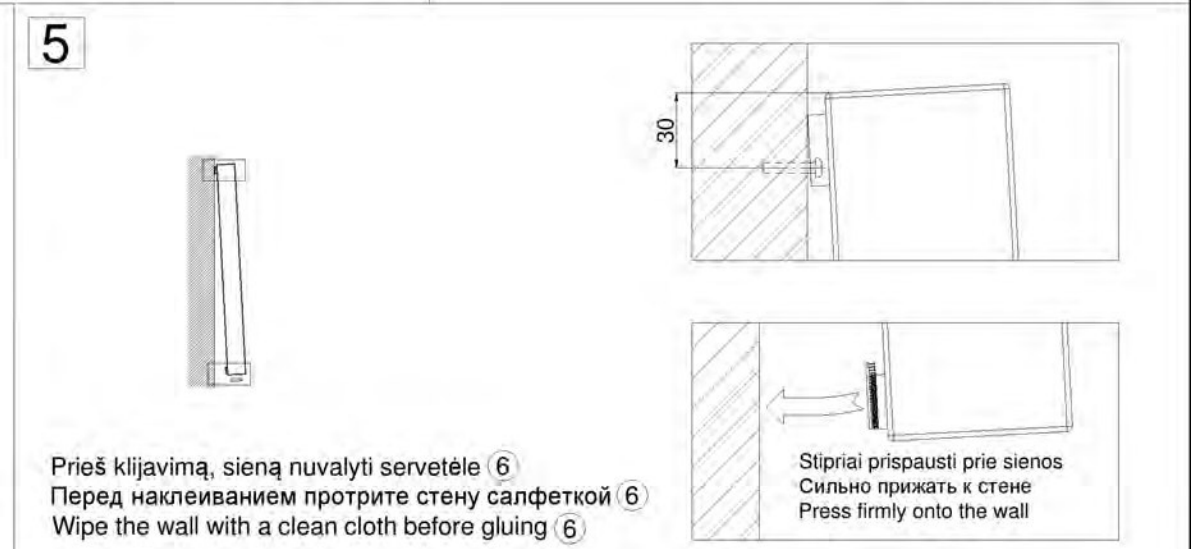 5
30
Prieš klijavimą, sieną nuvalyti servetėle 6
Перед наклеиванием протрите стену салфеткой 6
Wipe the wall with a clean cloth before gluing 6
Stipriai prispausti prie sienos
Сильно прижать к стене
Press firmly onto the wall